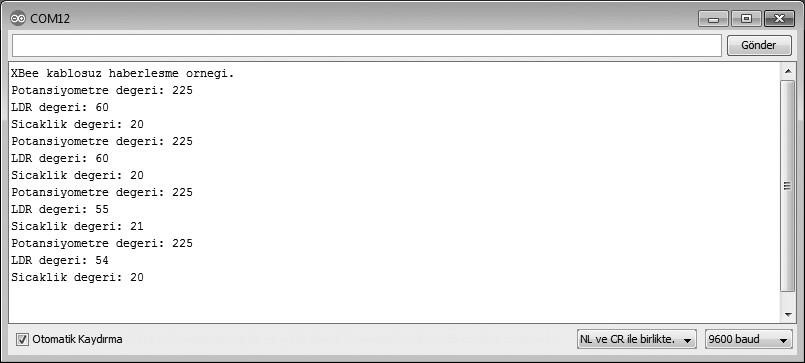 COM12
Gönder
XBee kablosuz haberlesme ornegi.
Potansiyometre degeri: 225
LDR degeri: 60
Sicaklik degeri: 20
Potansiyometre degeri: 225
LDR degeri: 60
Sicaklik degeri: 20
Potansiyometre degeri: 225
LDR degeri: 55
Sicaklik degeri: 21
Potansiyometre degeri: 225
LDR degeri: 54
Sicaklik degeri: 20
Otomatik Kaydırma
NL ve CR ile birlikte.
9600 baud